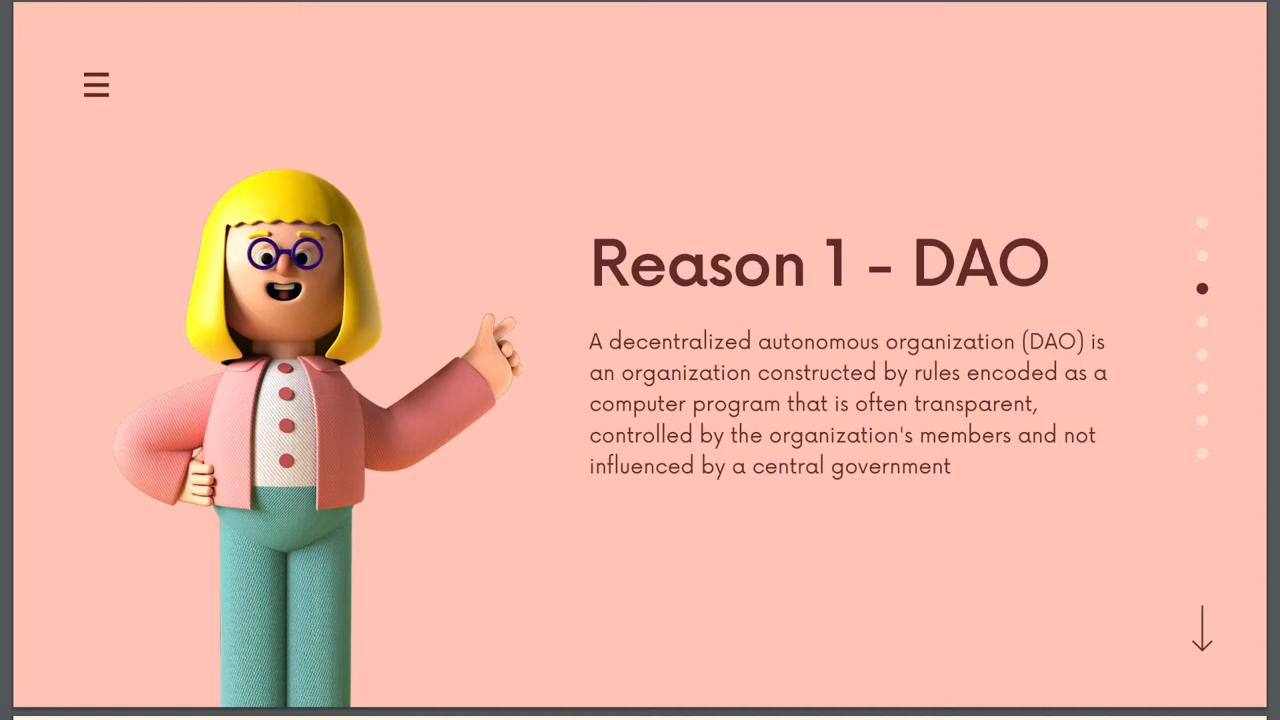 Reason 1 - DAO
A decentralized autonomous organization (DAO) is
an organization constructed by rules encoded as a
computer program that is often transparent,
controlled by the organization's members and not
influenced by a central government